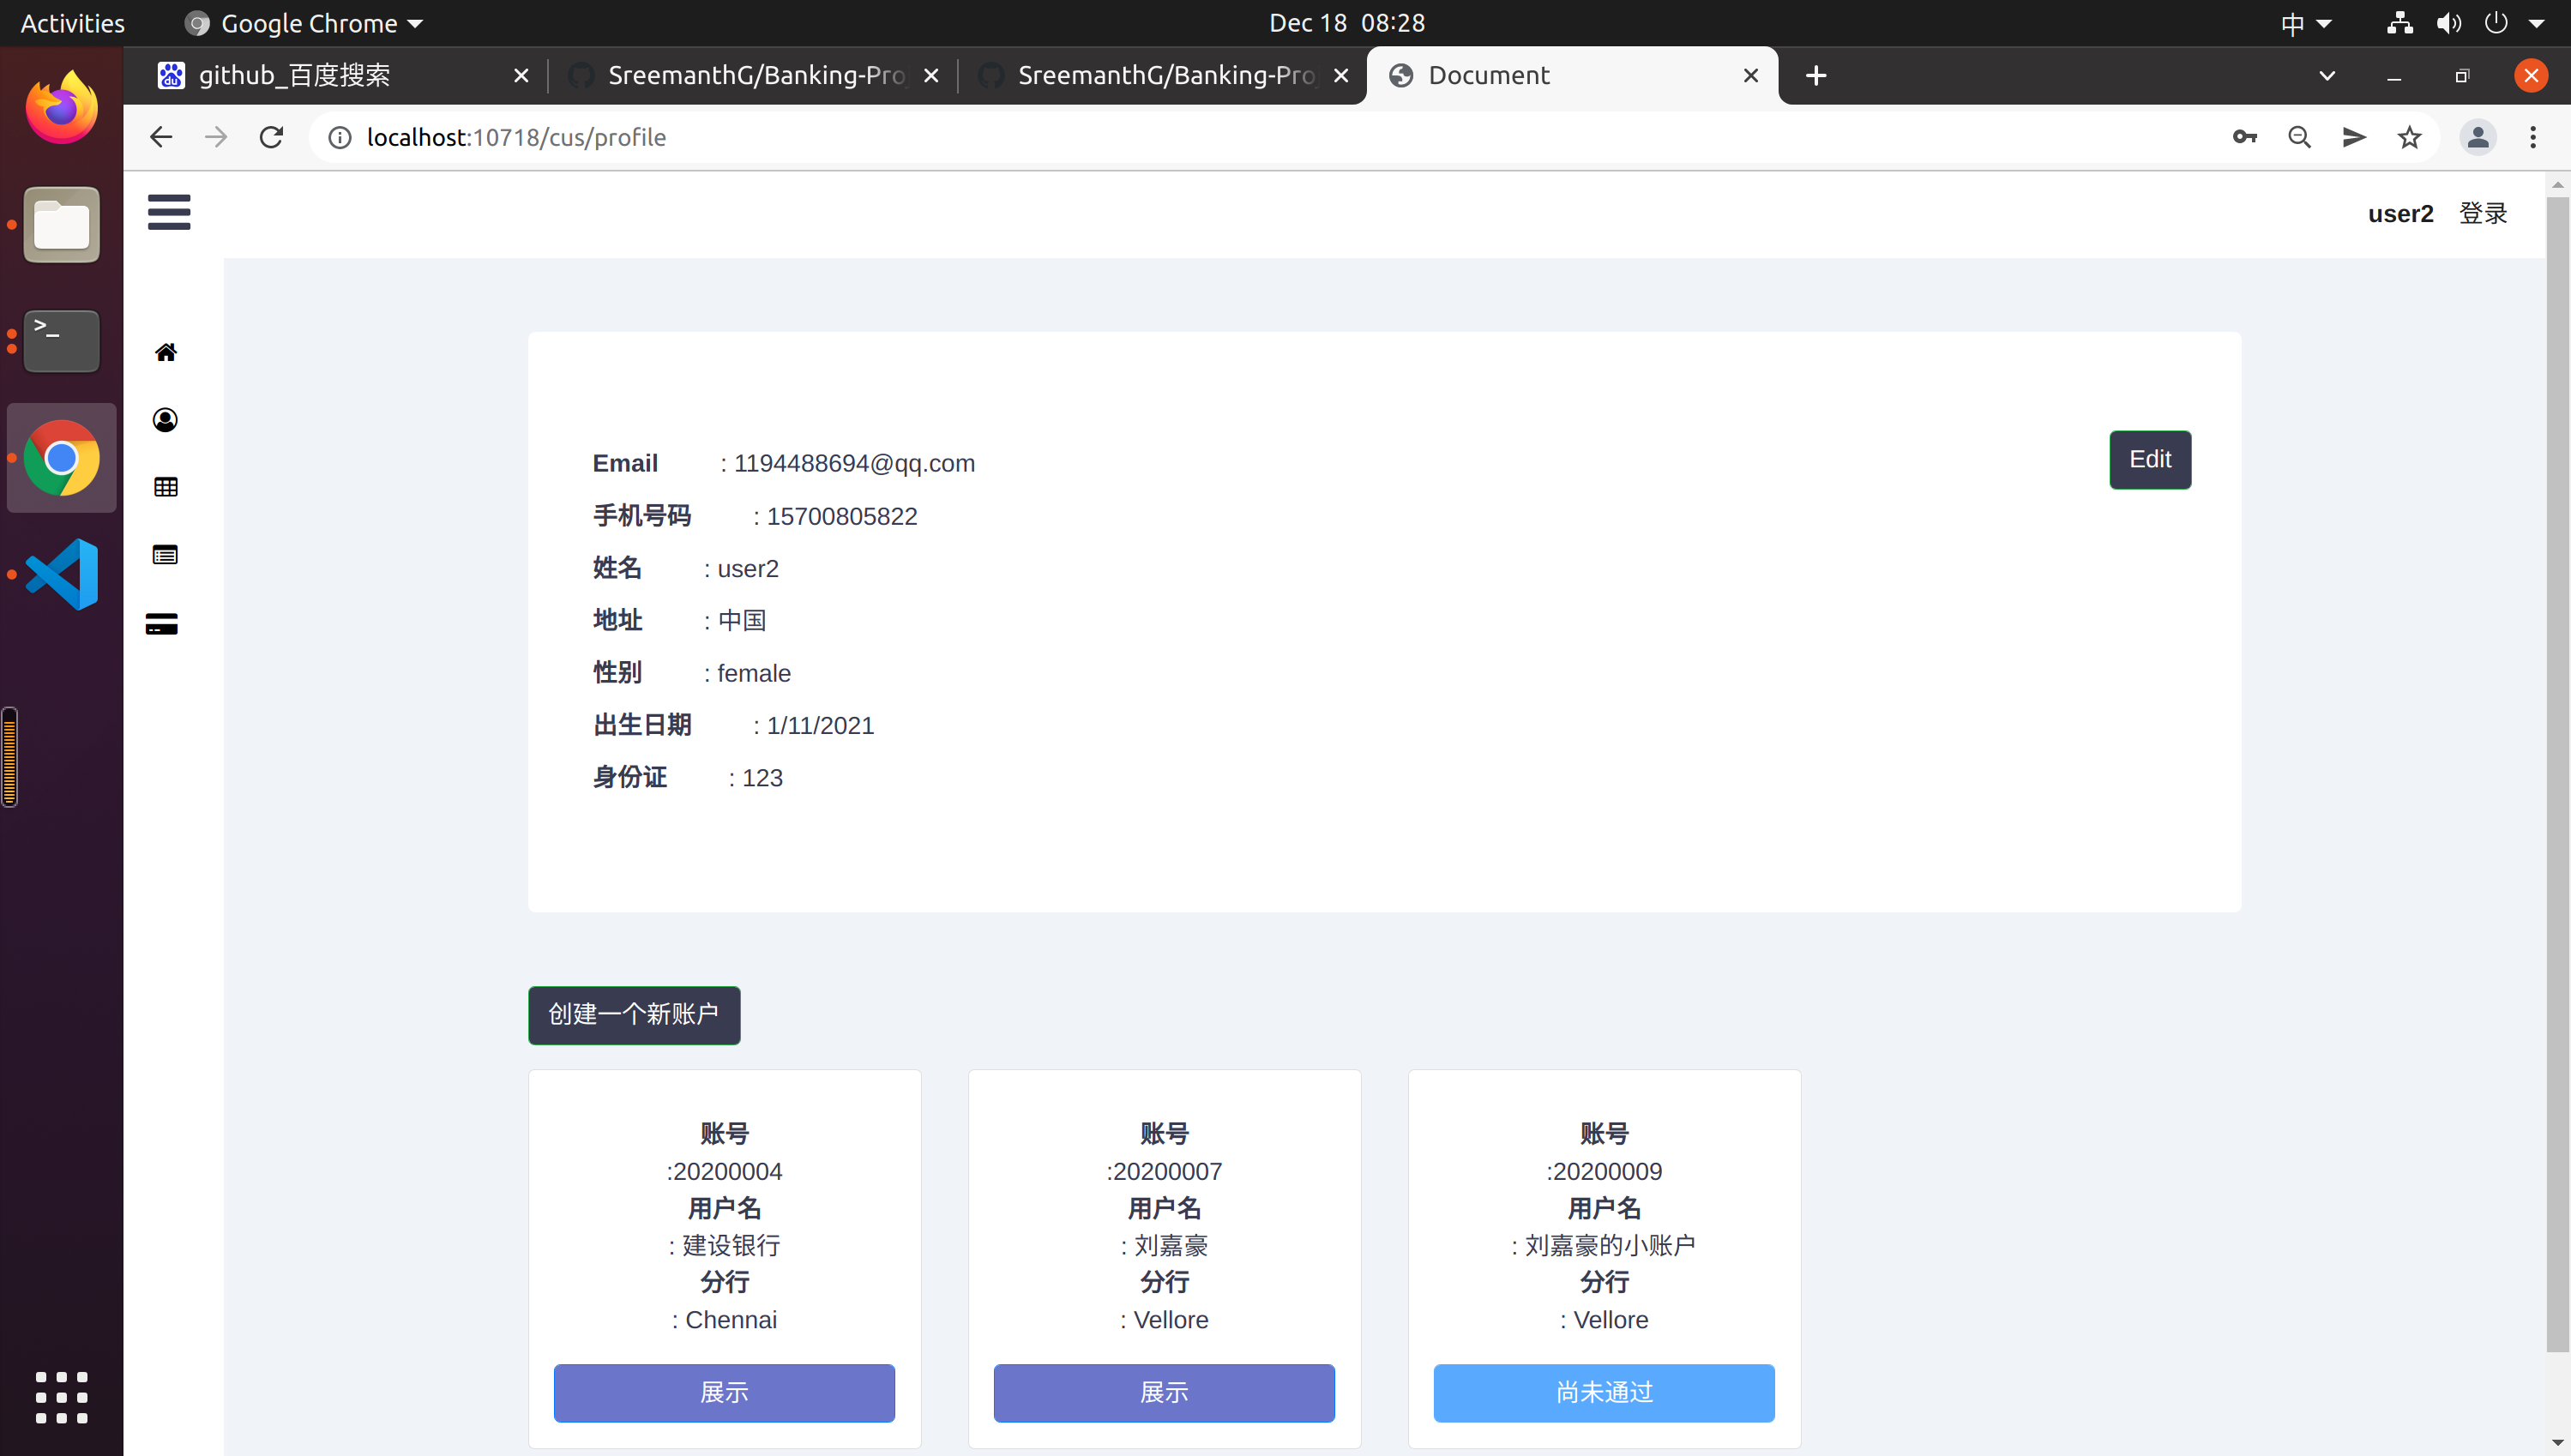 Activities
Google Chrome
Dec 18 08:28
中
github_百度搜索
SreemanthG/Banking-Pro
SreemanthG/Banking-Pro
Document
localhost:10718/cus/profile
user2 登录
Email : 1194488694@qq.com
Edit
手机号码 : 15700805822
姓名 : user2
地址 : 中国
性别 : female
出生日期 : 1/11/2021
身份证 : 123
创建一个新账户
账号
:20200004
用户名
: 建设银行
分行
: Chennai
展示
账号
:20200007
用户名
: 刘嘉豪
分行
: Vellore
展示
账号
:20200009
用户名
: 刘嘉豪的小账户
分行
: Vellore
尚未通过